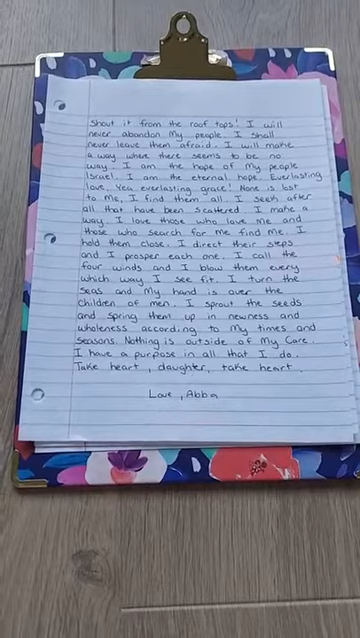 Shout it from the roof tops! I will
never abandon My people. I shall
never leave them afraid. I will make
a way where there seems to be no
way. I am the hope of My people
Israel. I am the eternal hope. Everlasting
love. Yea everlasting grace! None is lost
to Me, I find them all. I seek after
all that have been scattered. I make a
way. I love those who love Me and
those who search for Me find Me. I
hold them close. I direct their steps
and I prosper each one. I call the
four winds and I blow them every
which way I see fit. I turn the
seas and My hand is over the
children of men. I sprout the seeds
and spring them up in newness and
wholeness according to My times and
seasons. Nothing is outside of My care.
I have a purpose in all that I do.
Take heart, daughter, take heart.
Love, Abba